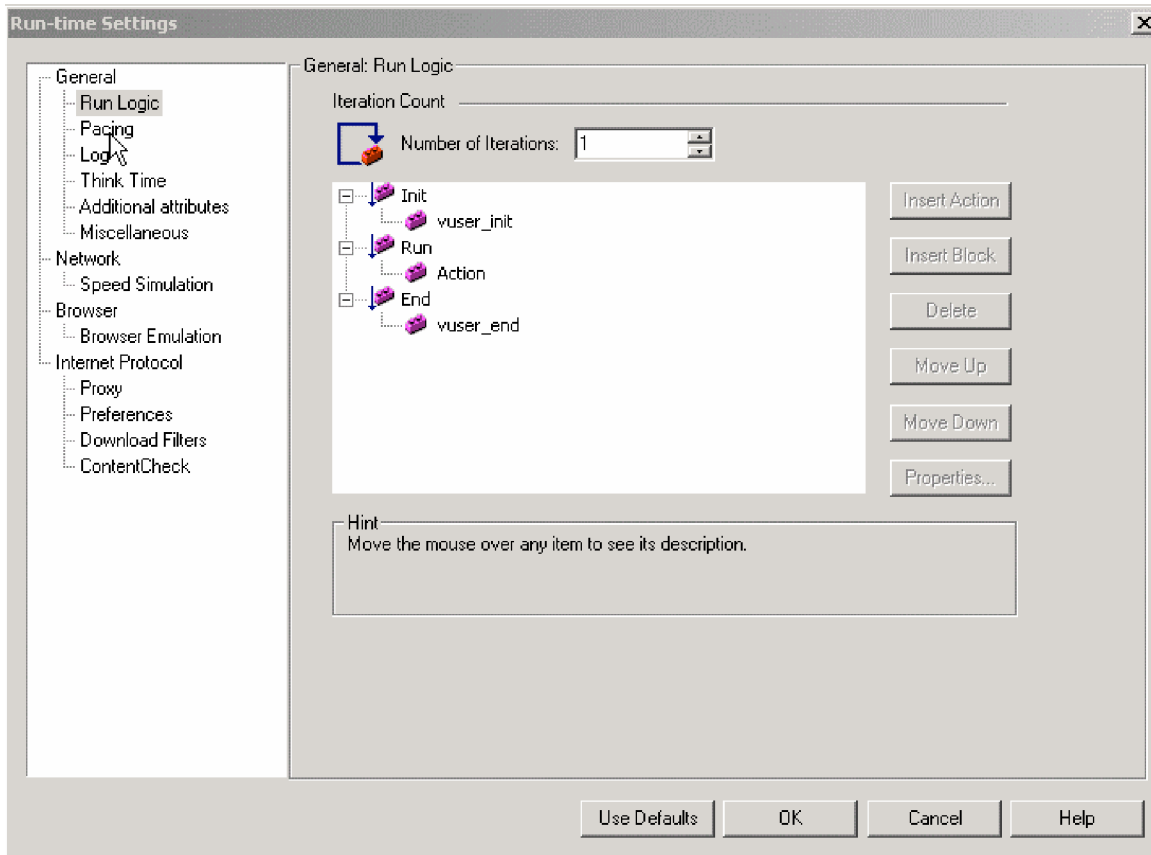 Run-time Settings
General
Run Logic
Pacing
Log
Think Time
Additional attributes
Miscellaneous
Network
Speed Simulation
Browser
Browser Emulation
Internet Protocol
Proxy
Preferences
Download Filters
ContentCheck
General: Run Logic
Iteration Count
Number of Iterations: 1
Init
vuser_init
Run
Action
End
vuser_end
Insert Action
Insert Block
Delete
Move Up
Move Down
Properties...
Hint
Move the mouse over any item to see its description.
Use Defaults
OK
Cancel
Help